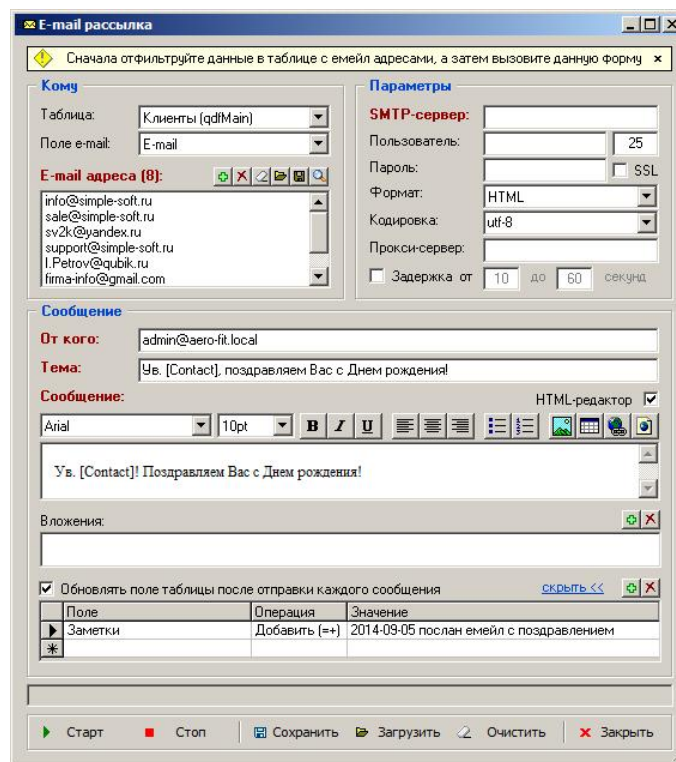 E-mail рассылка
Сначала отфильтруйте данные в таблице с емейл адресами, а затем вызовите данную форму
Кому
Таблица: Клиенты (qdfMain)
Поле e-mail: E-mail
E-mail адреса (8):
info@simple-soft.ru
sale@simple-soft.ru
sv2k@yandex.ru
support@simple-soft.ru
I.Petrov@qubik.ru
firma-info@gmail.com
Параметры
SMTP-сервер:
Пользователь: 25
Пароль: SSL
Формат: HTML
Кодировка: utf-8
Прокси-сервер:
Задержка от 10 до 60 секунд
Сообщение
От кого: admin@aero-fit.local
Тема: Ув. [Contact], поздравляем Вас с Днем рождения!
Сообщение: HTML-редактор
Arial 10pt B I U
Ув. [Contact]! Поздравляем Вас с Днем рождения!
Вложения:
Обновлять поле таблицы после отправки каждого сообщения скрыть <<
Поле Операция Значение
Заметки Добавить (=+) 2014-09-05 послан емейл с поздравлением
Старт Стоп Сохранить Загрузить Очистить Закрыть